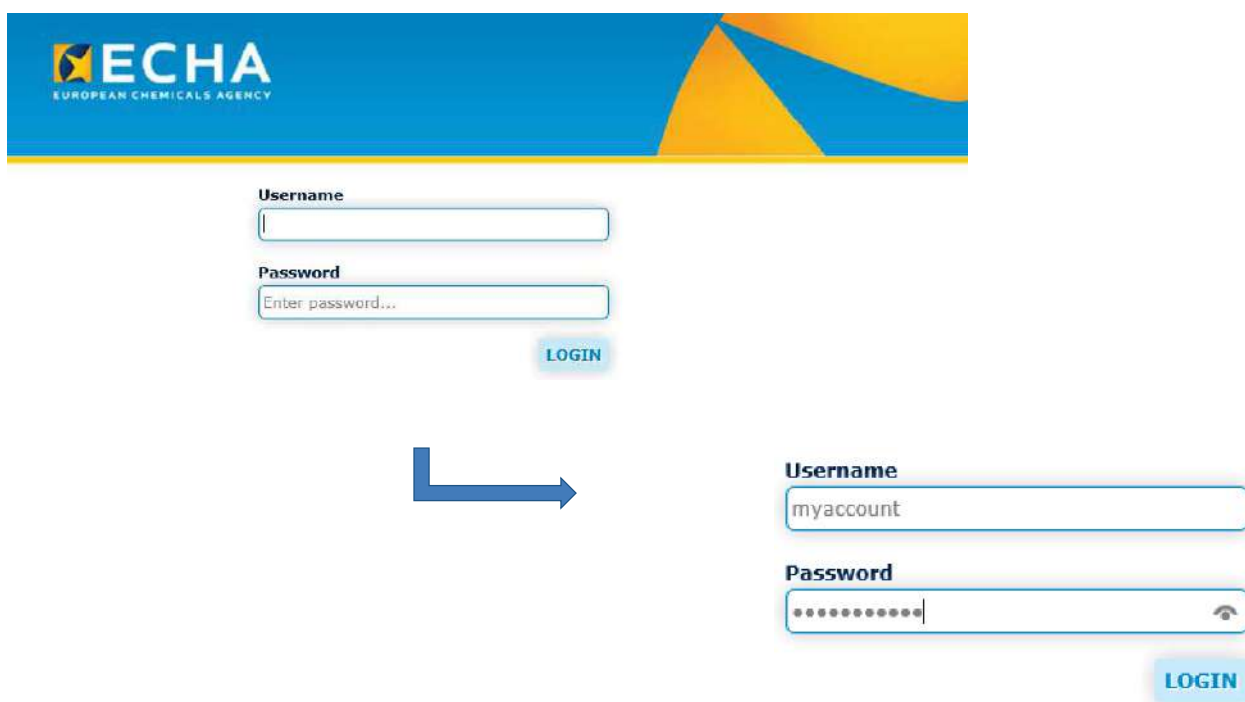 ECHA
EUROPEAN CHEMICALS AGENCY
Username
Password
Enter password...
LOGIN
Username
myaccount
Password
•••••••••••
LOGIN